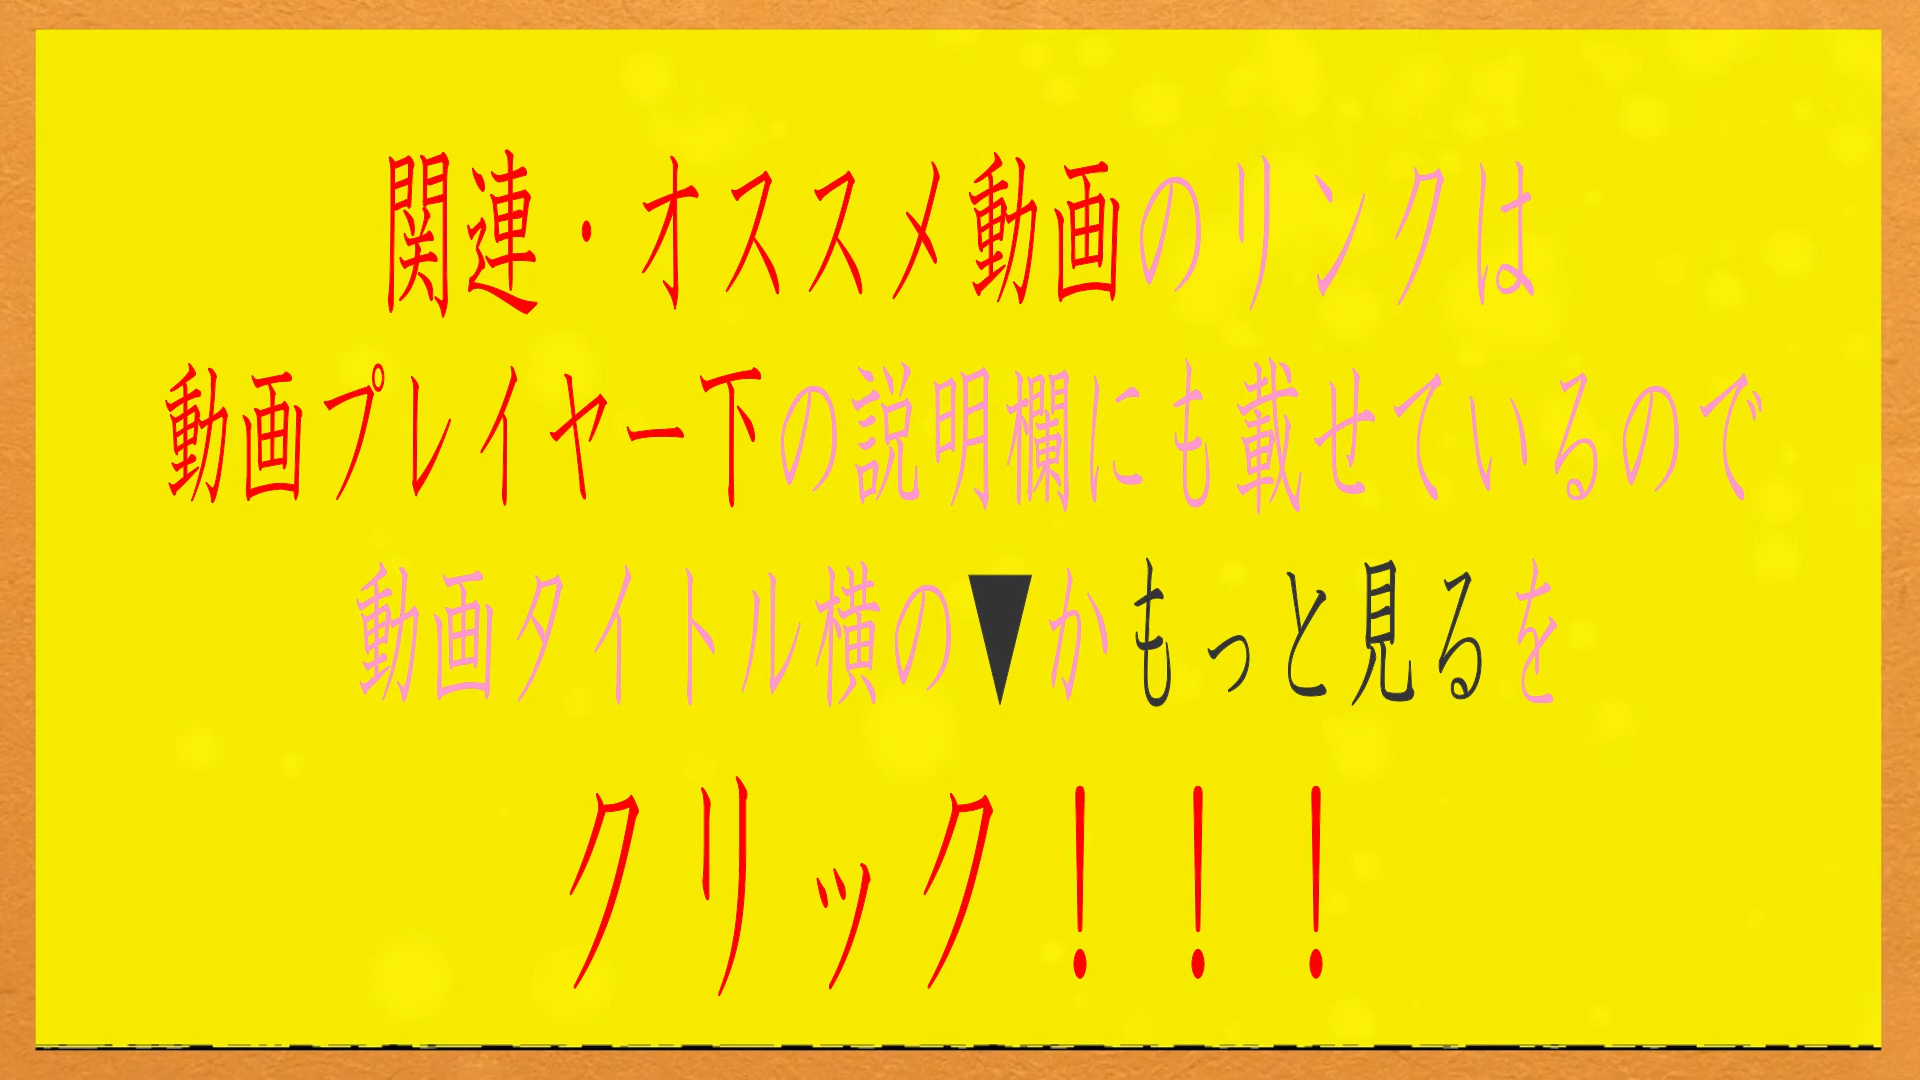 関連・オススメ動画のリンクは
動画プレイヤー下の説明欄にも載せているので
動画タイトル横の▼かもっと見るを
クリック！！！